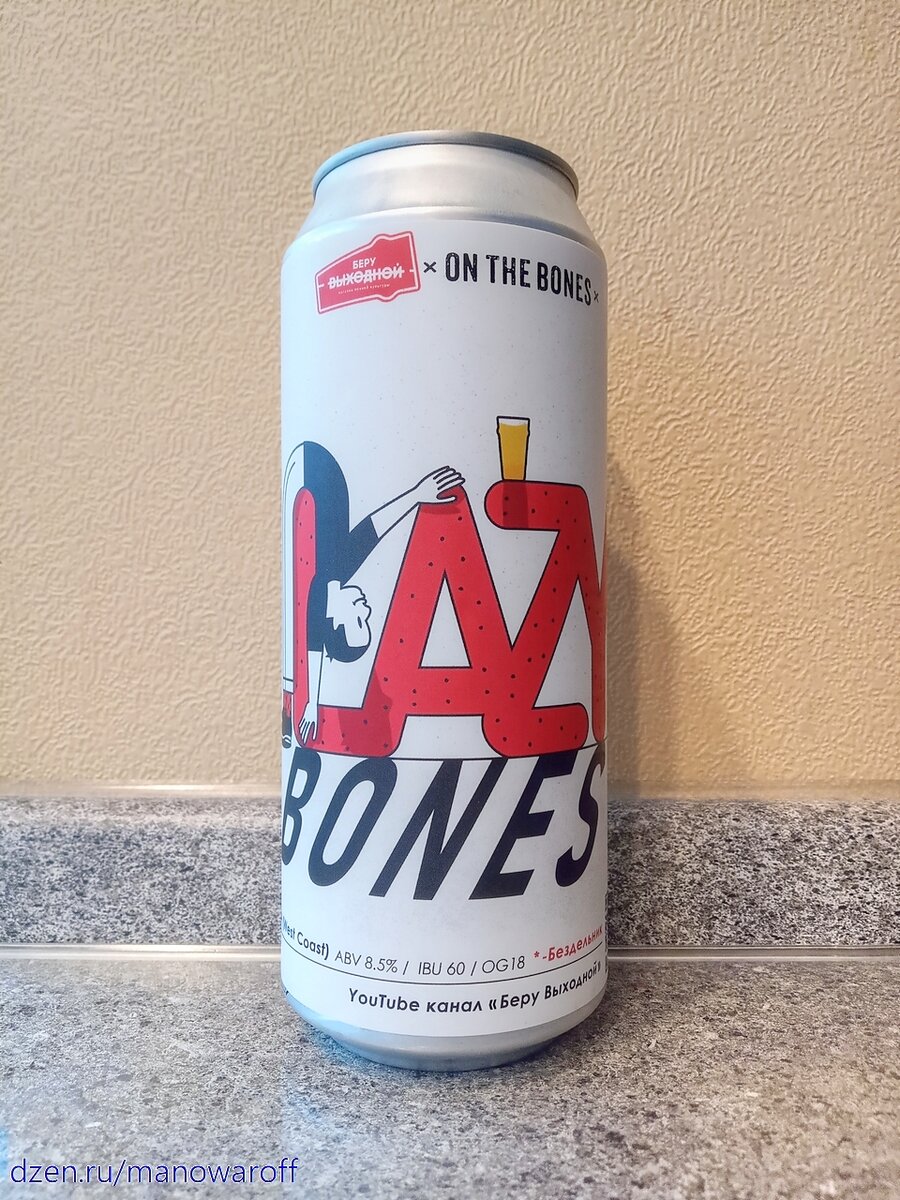 БЕРУ
ВЫХОДНОЙ
× ON THE BONES ×
LAZY
BONES
West Coast) ABV 8.5% / IBU 60 / OG18 *-Бездельник
YouTube канал «Беру Выходной»
dzen.ru/manowaroff